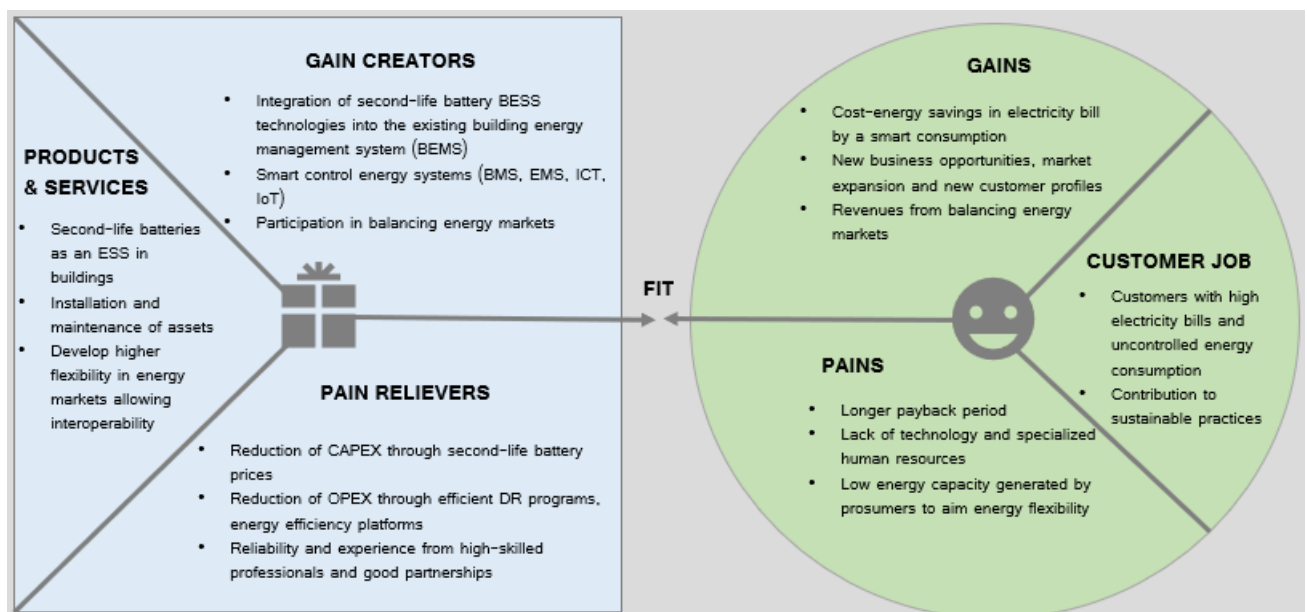 GAIN CREATORS
• Integration of second-life battery BESS
technologies into the existing building energy
management system (BEMS)
• Smart control energy systems (BMS, EMS, ICT,
IoT)
• Participation in balancing energy markets
PRODUCTS
& SERVICES
• Second-life batteries
as an ESS in
buildings
• Installation and
maintenance of assets
• Develop higher
flexibility in energy
markets allowing
interoperability
PAIN RELIEVERS
• Reduction of CAPEX through second-life battery
prices
• Reduction of OPEX through efficient DR programs,
energy efficiency platforms
• Reliability and experience from high-skilled
professionals and good partnerships
FIT
GAINS
• Cost-energy savings in electricity bill
by a smart consumption
• New business opportunities, market
expansion and new customer profiles
• Revenues from balancing energy
markets
CUSTOMER JOB
• Customers with high
electricity bills and
uncontrolled energy
consumption
• Contribution to
sustainable practices
PAINS
• Longer payback period
• Lack of technology and specialized
human resources
• Low energy capacity generated by
prosumers to aim energy flexibility